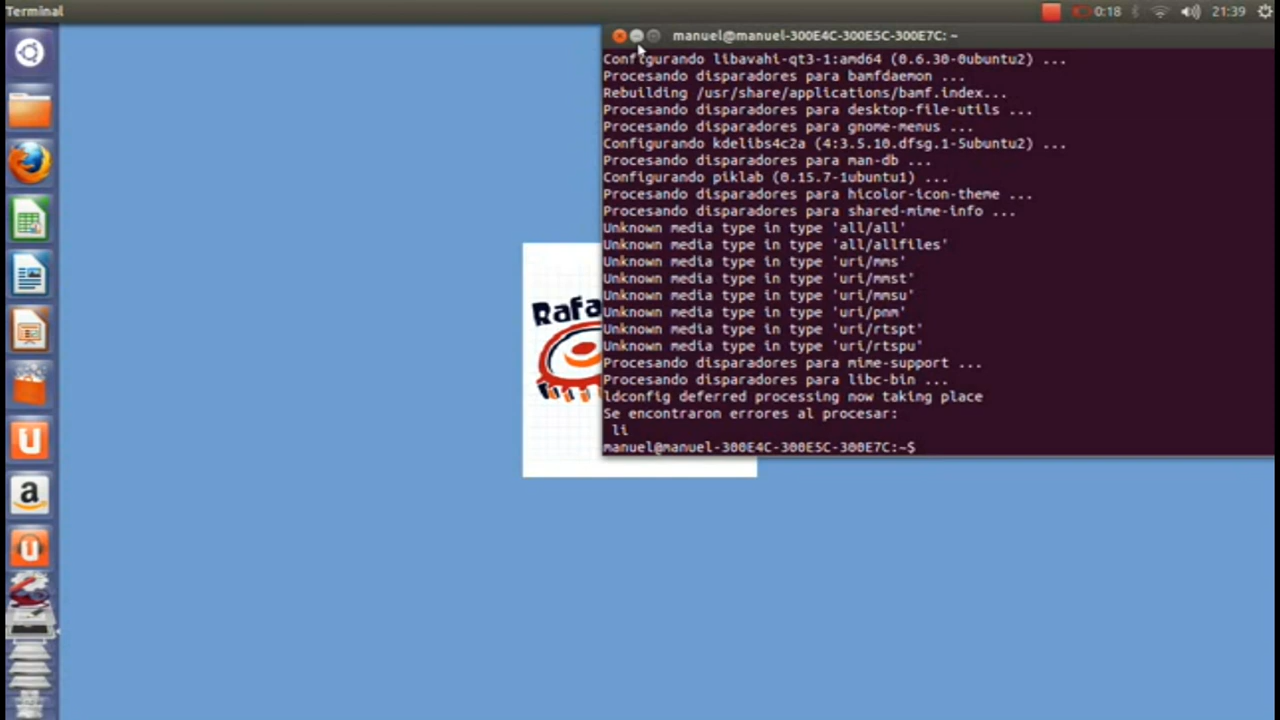 Terminal
0:18
21:39
manuel@manuel-300E4C-300E5C-300E7C: ~
Configurando libavahi-qt3-1:amd64 (0.6.30-0ubuntu2) ...
Procesando disparadores para bamfdaemon ...
Rebuilding /usr/share/applications/bamf.index...
Procesando disparadores para desktop-file-utils ...
Procesando disparadores para gnome-menus ...
Configurando kdelibs4c2a (4:3.5.10.dfsg.1-5ubuntu2) ...
Procesando disparadores para man-db ...
Configurando piklab (0.15.7-1ubuntu1) ...
Procesando disparadores para hicolor-icon-theme ...
Procesando disparadores para shared-mime-info ...
Unknown media type in type 'all/all'
Unknown media type in type 'all/allfiles'
Unknown media type in type 'uri/mms'
Unknown media type in type 'uri/mmst'
Unknown media type in type 'uri/mmsu'
Unknown media type in type 'uri/pnm'
Unknown media type in type 'uri/rtspt'
Unknown media type in type 'uri/rtspu'
Procesando disparadores para mime-support ...
Procesando disparadores para libc-bin ...
ldconfig deferred processing now taking place
Se encontraron errores al procesar:
li
manuel@manuel-300E4C-300E5C-300E7C:~$
Rafa